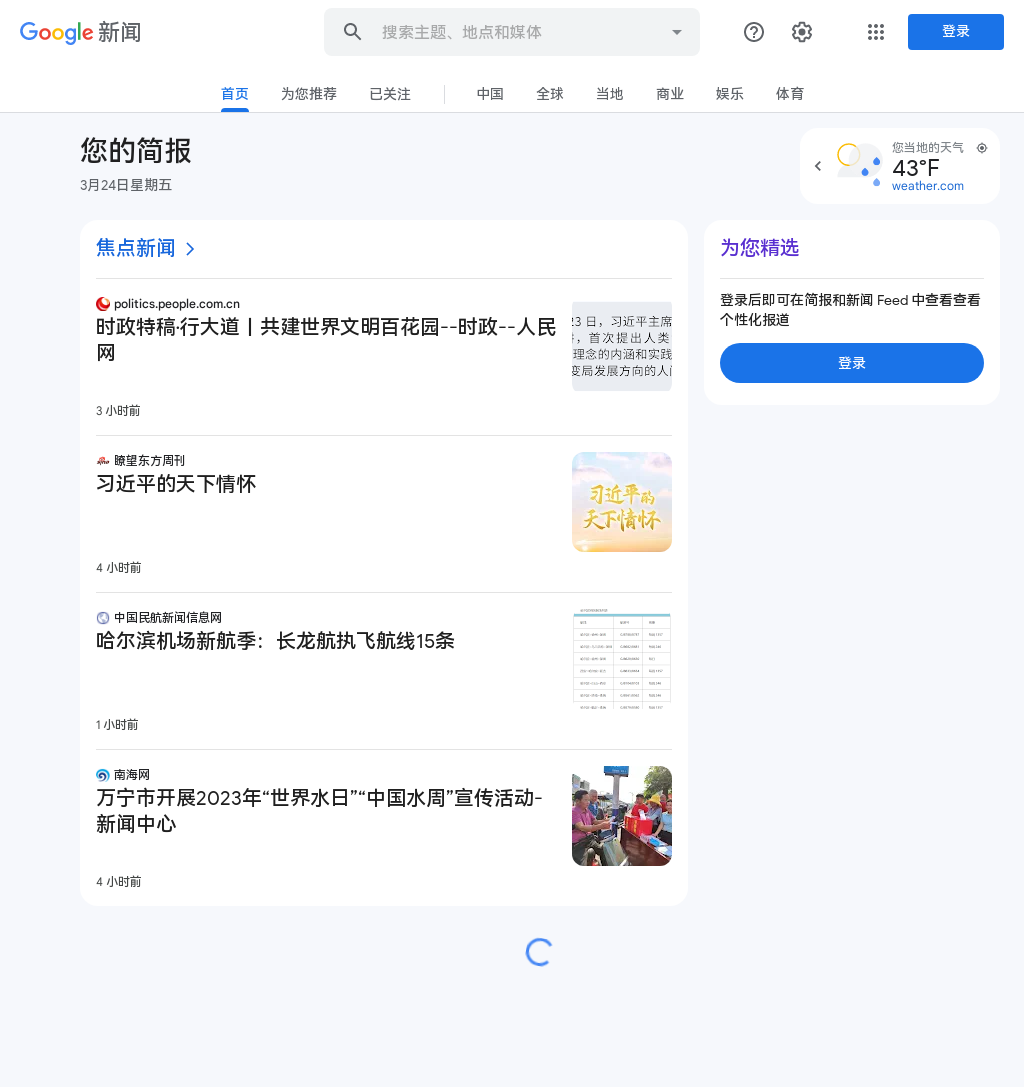 Google 新闻
搜索主题、地点和媒体
登录
首页
为您推荐
已关注
中国
全球
当地
商业
娱乐
体育
您的简报
3月24日星期五
您当地的天气
43°F
weather.com
焦点新闻
politics.people.com.cn
时政特稿·行大道丨共建世界文明百花园--时政--人民
网
23 日，习近平主席
首次提出人类
理念的内涵和实践
变局发展方向的人
3 小时前
瞭望东方周刊
习近平的天下情怀
习近平的
天下情怀
4 小时前
中国民航新闻信息网
哈尔滨机场新航季：长龙航执飞航线15条
1 小时前
南海网
万宁市开展2023年“世界水日”“中国水周”宣传活动-
新闻中心
4 小时前
为您精选
登录后即可在简报和新闻 Feed 中查看查看
个性化报道
登录